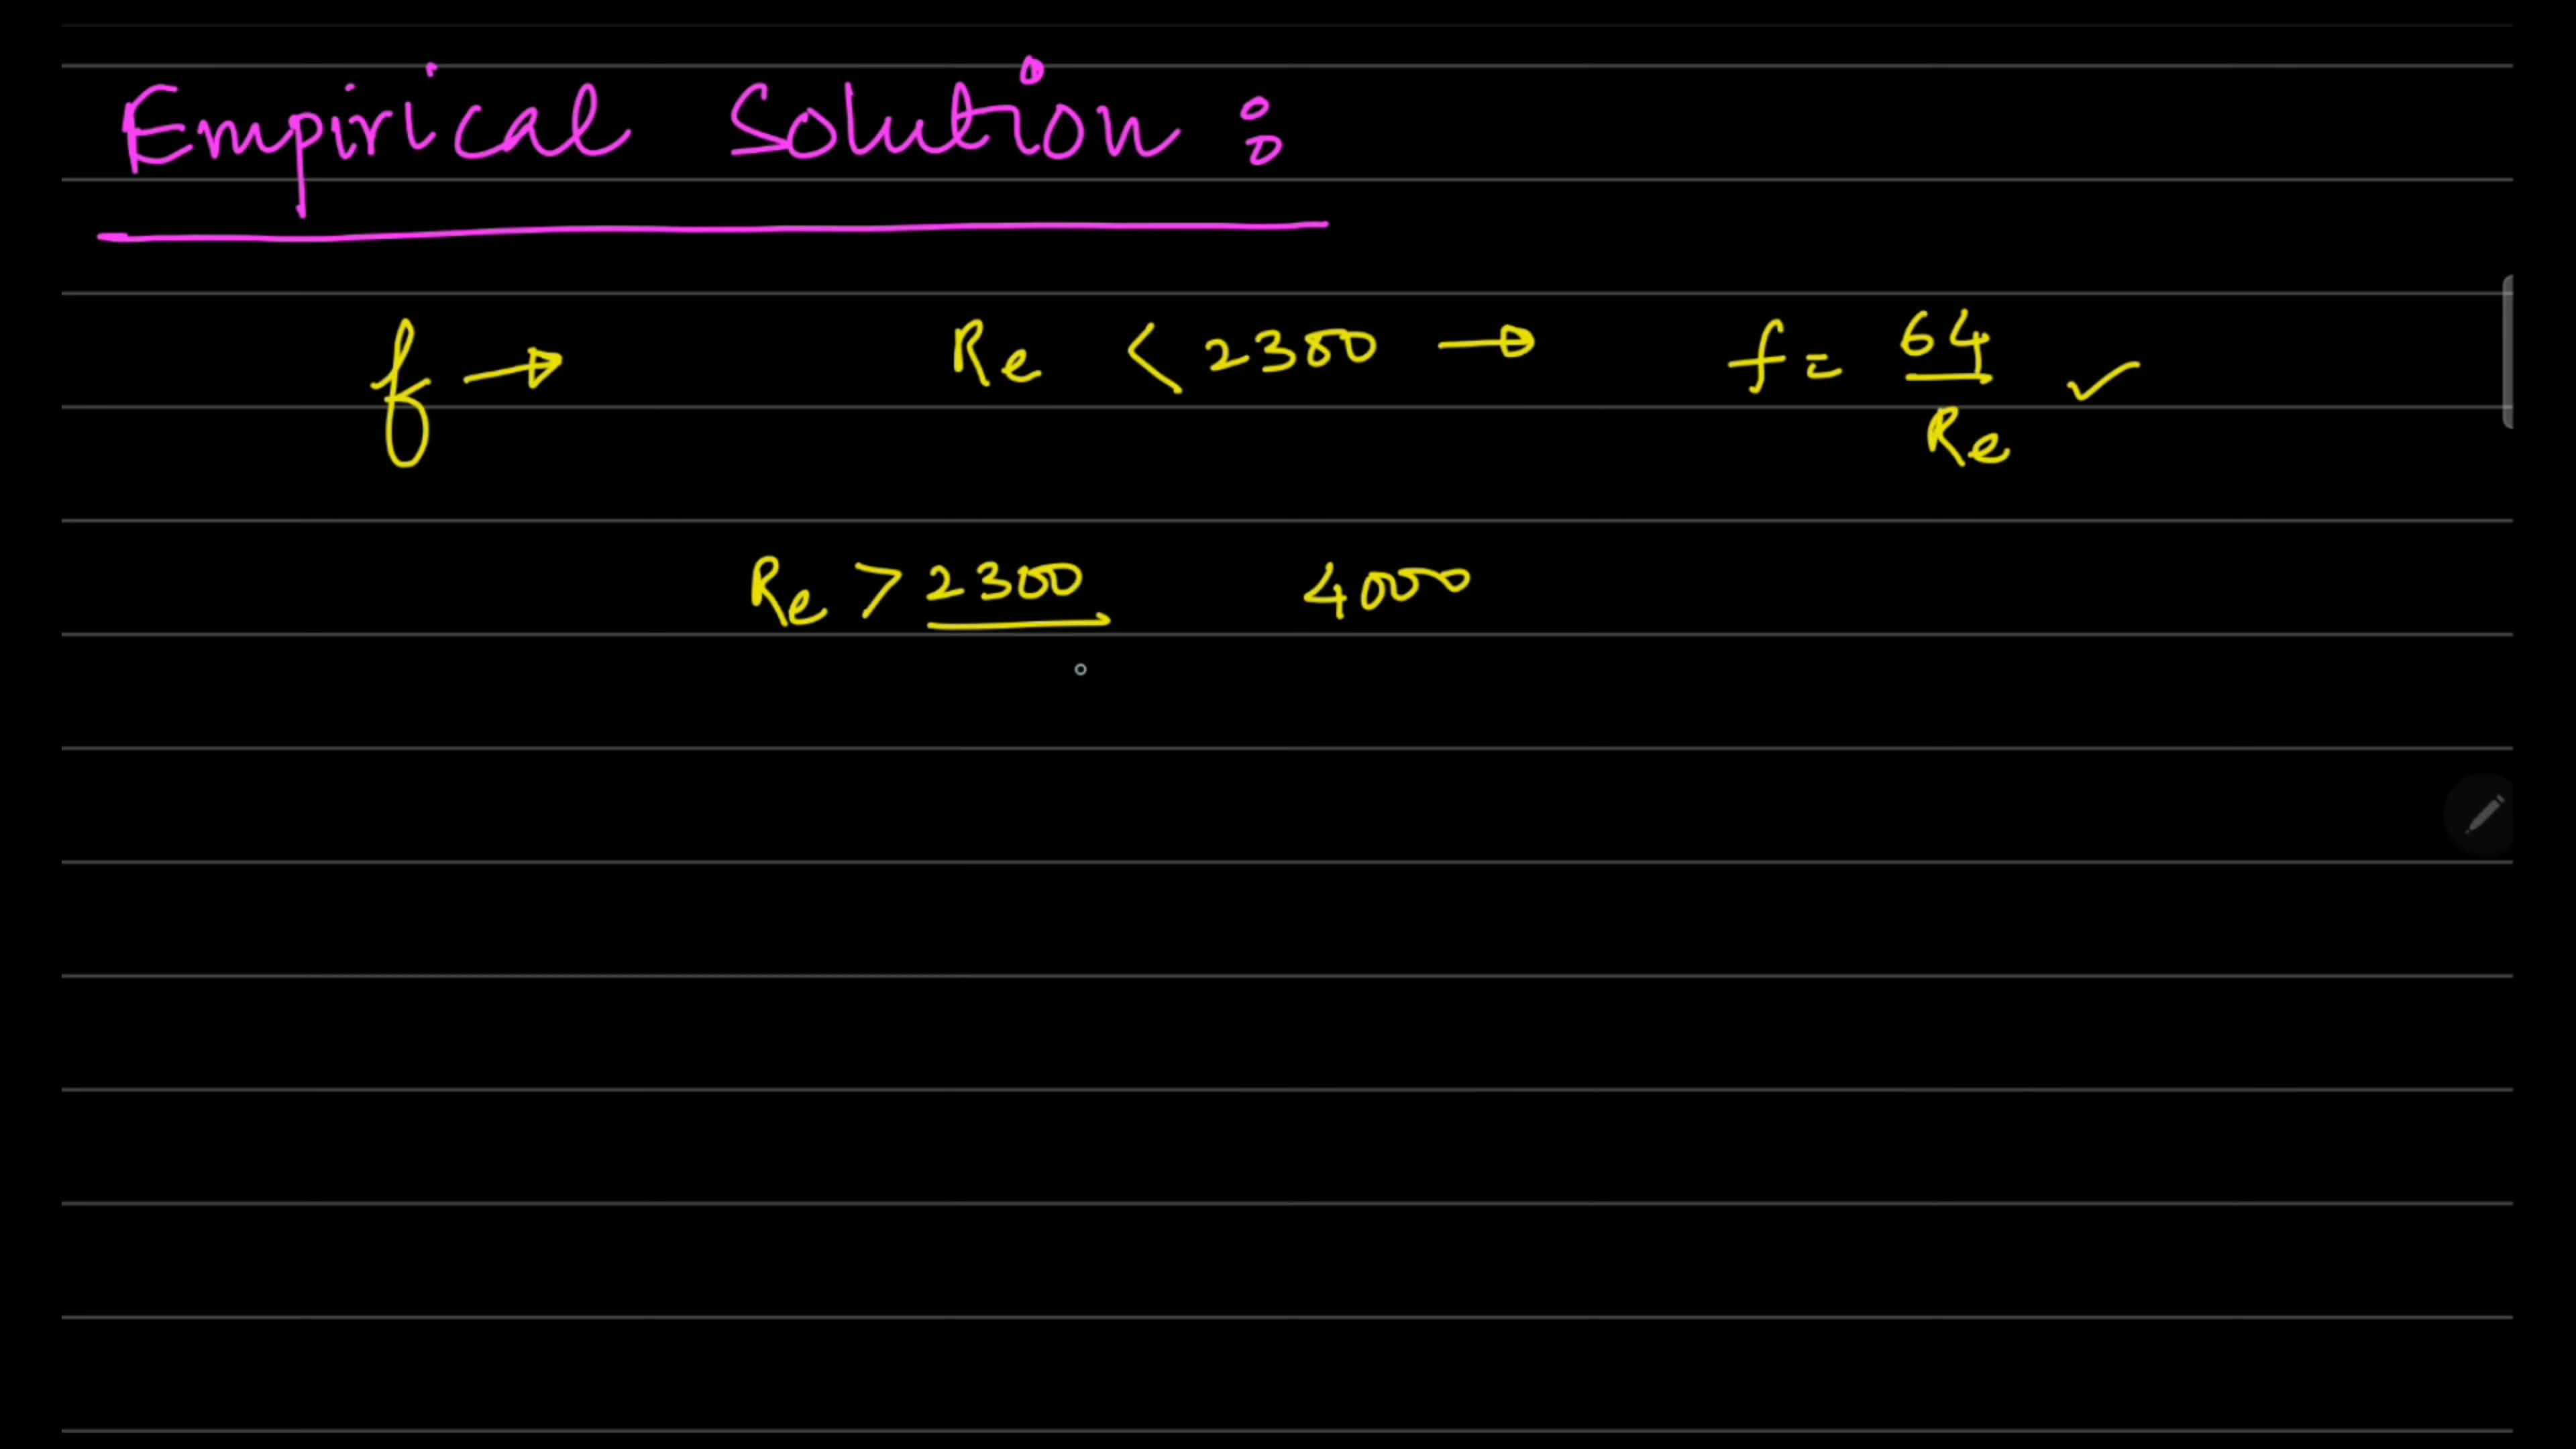 Empirical Solution :
f → Re < 2300 → f = 64/Re ✓
Re > 2300 4000